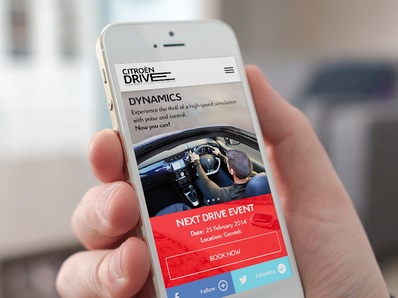 CITROËN
DRIVE
DYNAMICS
Experience the thrill of a high-speed simulation
with poise and control.
Now you can!
NEXT DRIVE EVENT
Date: 25 February 2014
Location: Gerotek
BOOK NOW
Follow
Following